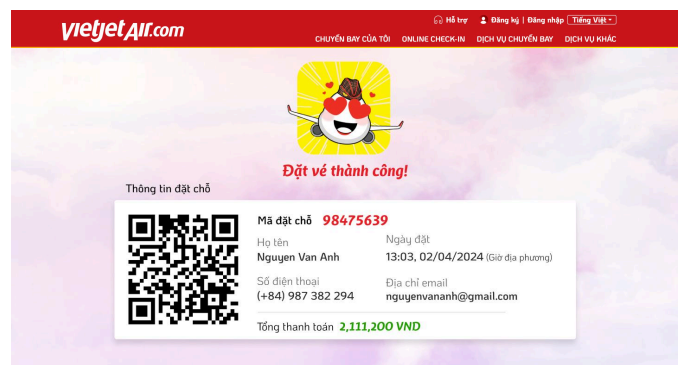 vietjetAir.com
Hỗ trợ Đăng ký | Đăng nhập Tiếng Việt
CHUYẾN BAY CỦA TÔI ONLINE CHECK-IN DỊCH VỤ CHUYẾN BAY DỊCH VỤ KHÁC
Đặt vé thành công!
Thông tin đặt chỗ
Mã đặt chỗ 98475639
Họ tên Ngày đặt
Nguyen Van Anh 13:03, 02/04/2024 (Giờ địa phương)
Số điện thoại Địa chỉ email
(+84) 987 382 294 nguyenvananh@gmail.com
Tổng thanh toán 2,111,200 VND